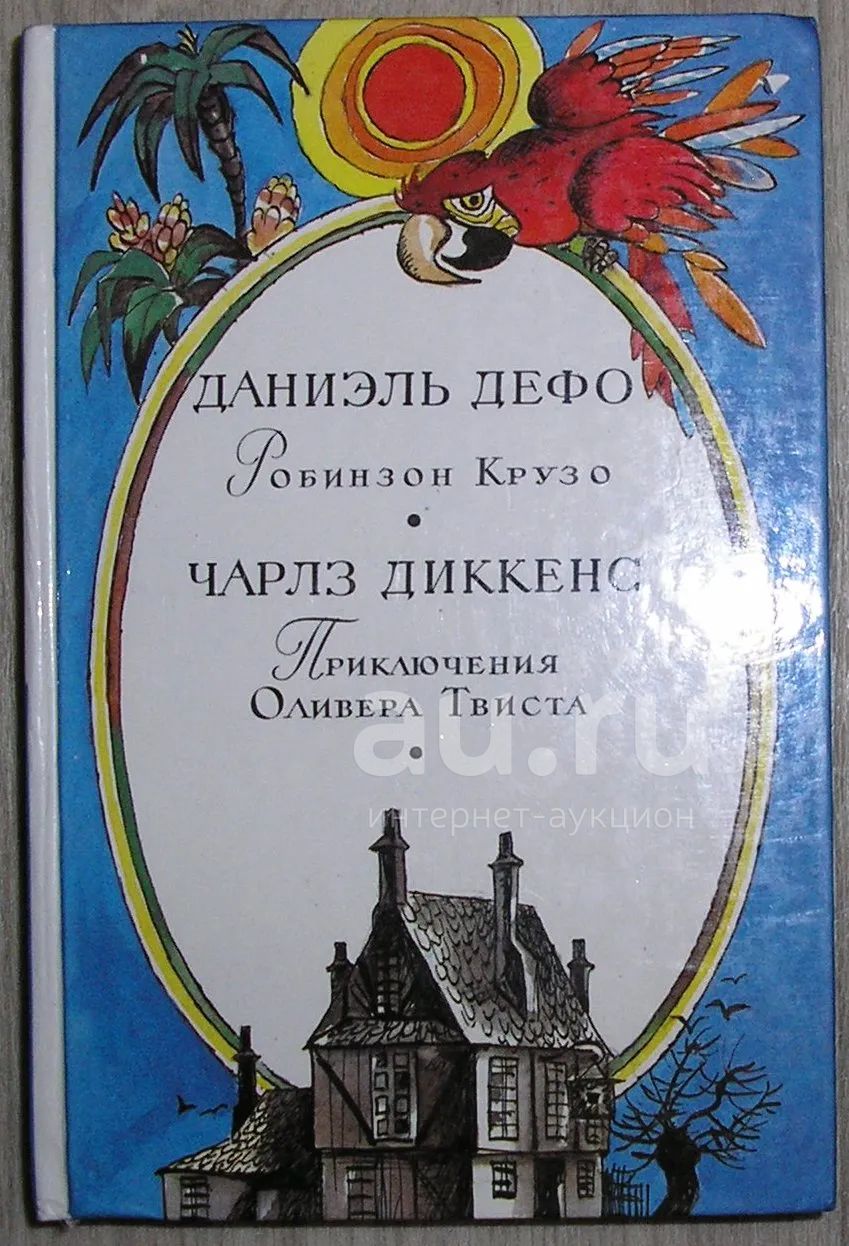 ДАНИЭЛЬ ДЕФО
Робинзон Крузо
•
ЧАРЛЗ ДИККЕНС
Приключения
Оливера Твиста
•
au.ru
интернет-аукцион